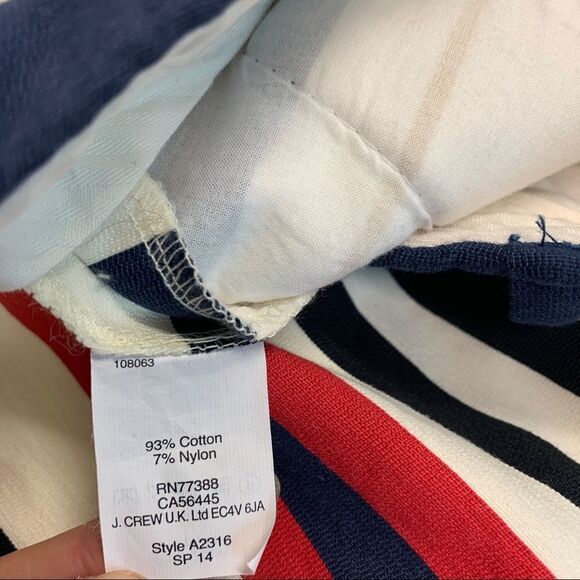 108063
93% Cotton
7% Nylon
RN77388
CA56445
J. CREW U.K. Ltd EC4V 6JA
Style A2316
SP 14